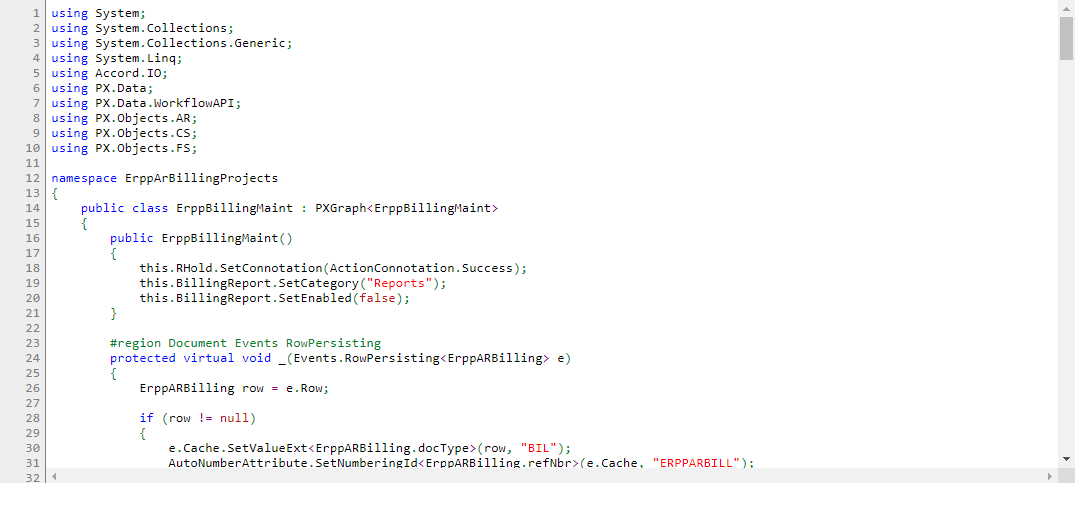 1 using System;
2 using System.Collections;
3 using System.Collections.Generic;
4 using System.Linq;
5 using Accord.IO;
6 using PX.Data;
7 using PX.Data.WorkflowAPI;
8 using PX.Objects.AR;
9 using PX.Objects.CS;
10 using PX.Objects.FS;
11
12 namespace ErppArBillingProjects
13 {
14     public class ErppBillingMaint : PXGraph<ErppBillingMaint>
15     {
16         public ErppBillingMaint()
17         {
18             this.RHold.SetConnotation(ActionConnotation.Success);
19             this.BillingReport.SetCategory("Reports");
20             this.BillingReport.SetEnabled(false);
21         }
22
23         #region Document Events RowPersisting
24         protected virtual void _(Events.RowPersisting<ErppARBilling> e)
25         {
26             ErppARBilling row = e.Row;
27
28             if (row != null)
29             {
30                 e.Cache.SetValueExt<ErppARBilling.docType>(row, "BIL");
31                 AutoNumberAttribute.SetNumberingId<ErppARBilling.refNbr>(e.Cache, "ERPPARBILL");
32